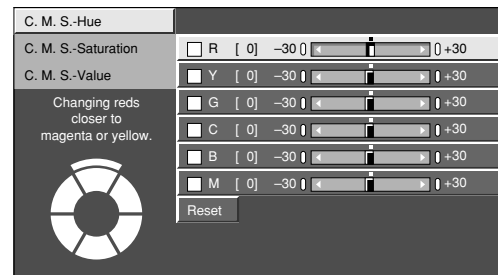 C. M. S.-Hue
C. M. S.-Saturation
C. M. S.-Value
Changing reds
closer to
magenta or yellow.
R [ 0] –30 +30
Y [ 0] –30 +30
G [ 0] –30 +30
C [ 0] –30 +30
B [ 0] –30 +30
M [ 0] –30 +30
Reset